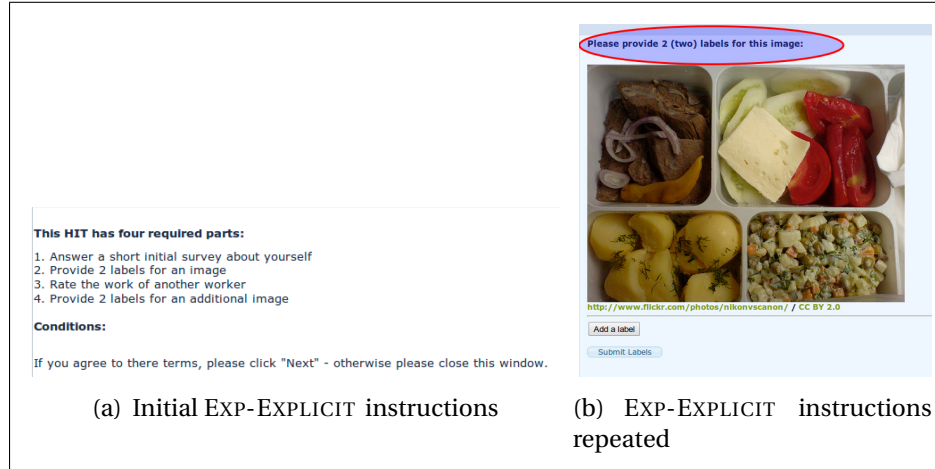 This HIT has four required parts:
1. Answer a short initial survey about yourself
2. Provide 2 labels for an image
3. Rate the work of another worker
4. Provide 2 labels for an additional image
Conditions:
If you agree to there terms, please click "Next" - otherwise please close this window.
(a) Initial EXP-EXPLICIT instructions
Please provide 2 (two) labels for this image:
http://www.flickr.com/photos/nikonvscanon/ / CC BY 2.0
Add a label
Submit Labels
(b) EXP-EXPLICIT instructions
repeated